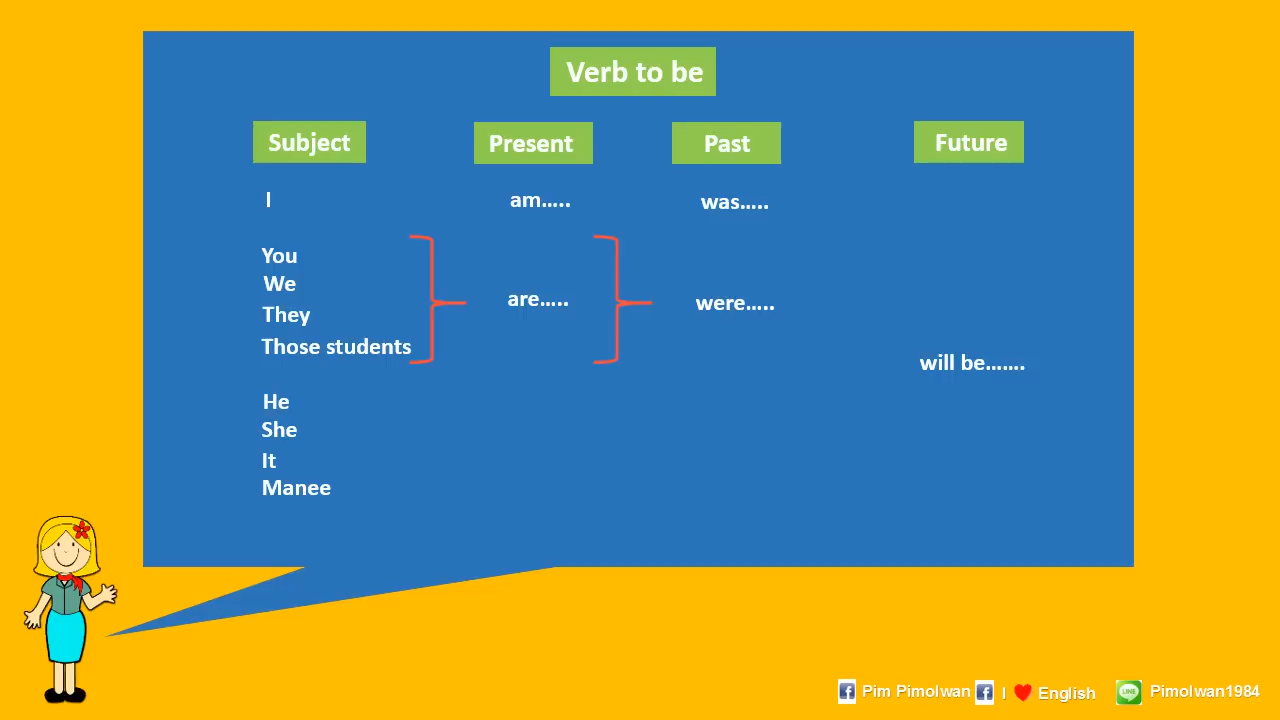 Verb to be
Subject Present Past Future
I am..... was.....
You
We
They
Those students
are..... were.....
will be.......
He
She
It
Manee
Pim Pimolwan I English Pimolwan1984
LINE